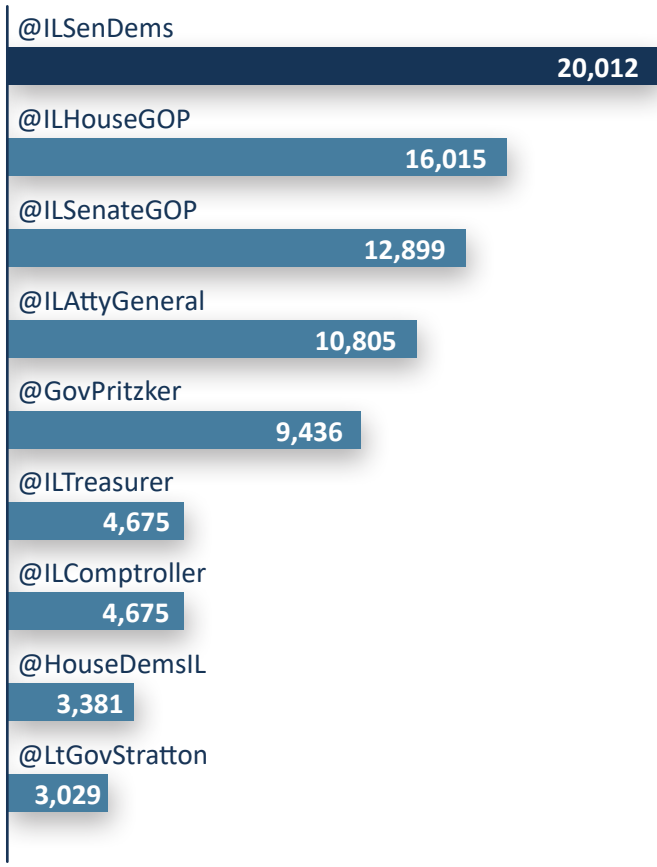 @ILSenDems
20,012
@ILHouseGOP
16,015
@ILSenateGOP
12,899
@ILAttyGeneral
10,805
@GovPritzker
9,436
@ILTreasurer
4,675
@ILComptroller
4,675
@HouseDemsIL
3,381
@LtGovStratton
3,029